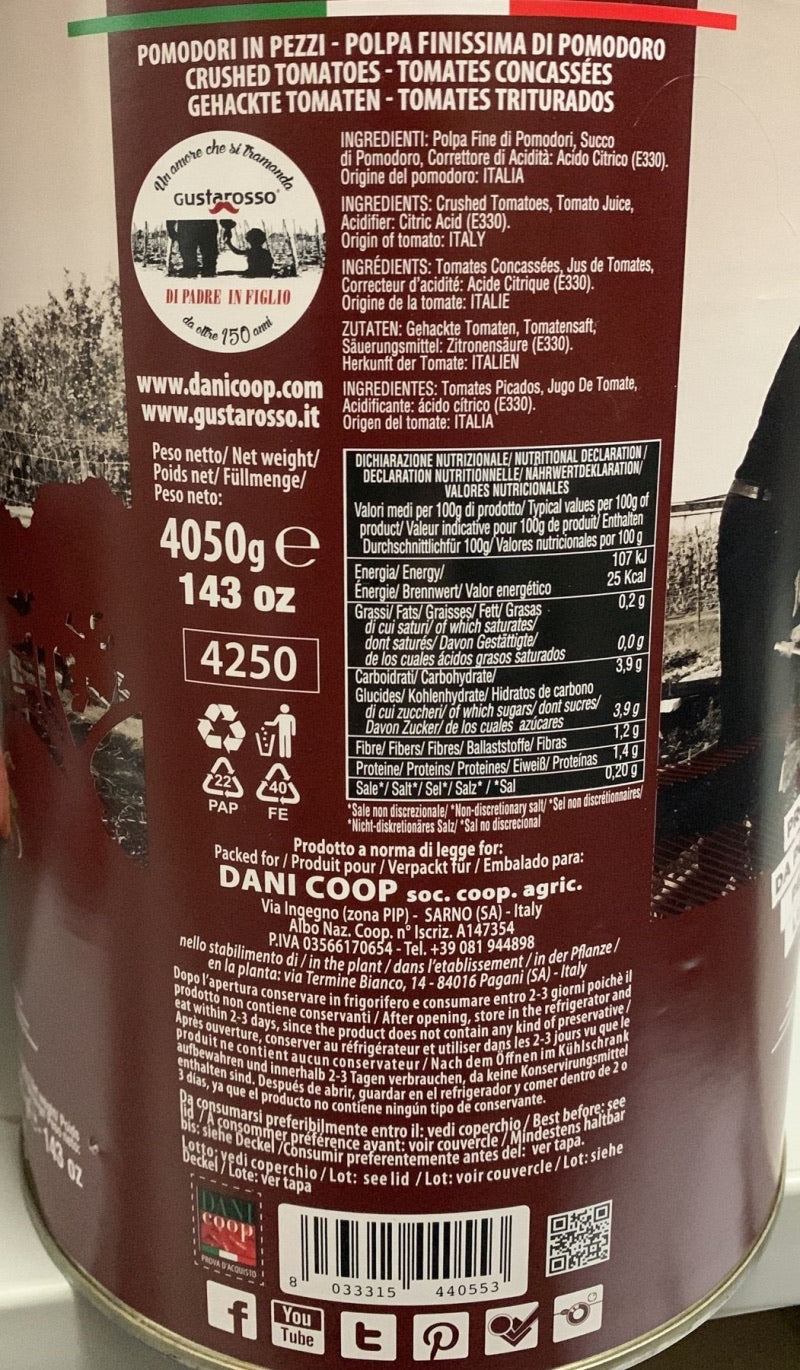 POMODORI IN PEZZI - POLPA FINISSIMA DI POMODORO
CRUSHED TOMATOES - TOMATES CONCASSÉES
GEHACKTE TOMATEN - TOMATES TRITURADOS
Un amore che si Tramanda
GUSTAROSSO
DI PADRE IN FIGLIO
da oltre 150 anni
www.danicoop.com
www.gustarosso.it
INGREDIENTI: Polpa Fine di Pomodori, Succo
di Pomodoro, Correttore di Acidità: Acido Citrico (E330).
Origine del pomodoro: ITALIA
INGREDIENTS: Crushed Tomatoes, Tomato Juice,
Acidifier: Citric Acid (E330).
Origin of tomato: ITALY
INGRÉDIENTS: Tomates Concassées, Jus de Tomates,
Correcteur d'acidité: Acide Citrique (E330).
Origine de la tomate: ITALIE
ZUTATEN: Gehackte Tomaten, Tomatensaft,
Säuerungsmittel: Zitronensäure (E330).
Herkunft der Tomate: ITALIEN
INGREDIENTES: Tomates Picados, Jugo De Tomate,
Acidificante: ácido cítrico (E330).
Origen del tomate: ITALIA
Peso netto/ Net weight/
Poids net/ Füllmenge/
Peso neto:
4050g e
143 oz
4250
22
PAP
40
FE
DICHIARAZIONE NUTRIZIONALE/ NUTRITIONAL DECLARATION/
DECLARATION NUTRITIONNELLE/ NÄHRWERTDEKLARATION/
VALORES NUTRICIONALES
Valori medi per 100g di prodotto/ Typical values per 100g of
product/ Valeur indicative pour 100g de produit/ Enthalten
Durchschnittlichfür 100g/ Valores nutricionales por 100 g
Energia/ Energy/ 107 kJ
Énergie/ Brennwert/ Valor energético 25 Kcal
Grassi/ Fats/ Graisses/ Fett/ Grasas 0,2 g
di cui saturi/ of which saturates/
dont saturés/ Davon Gestättigte/
de los cuales ácidos grasos saturados 0,0 g
Carboidrati/ Carbohydrate/ 3,9 g
Glucides/ Kohlenhydrate/ Hidratos de carbono
di cui zuccheri/ of which sugars/ dont sucres/
Davon Zucker/ de los cuales azúcares 3,9 g
Fibre/ Fibers/ Fibres/ Ballaststoffe/ Fibras 1,2 g
Proteine/ Proteins/ Proteines/ Eiweiß/ Proteínas 1,4 g
Sale*/ Salt*/ Sel*/ Salz* / *Sal 0,20 g
*Sale non discrezionale/ *Non-discretionary salt/ *Sel non discrétionnaires/
*Nicht-diskretionäres Salz/ *Sal no discrecional
Prodotto a norma di legge for:
Packed for / Produit pour / Verpackt für / Embalado para:
DANI COOP soc. coop. agric.
Via Ingegno (zona PIP) - SARNO (SA) - Italy
Albo Naz. Coop. n° Iscriz. A147354
P.IVA 03566170654 - Tel. +39 081 944898
nello stabilimento di / in the plant / dans l'etablissement / in der Pflanze /
en la planta: via Termine Bianco, 14 - 84016 Pagani (SA) - Italy
Dopo l'apertura conservare in frigorifero e consumare entro 2-3 giorni poichè il
prodotto non contiene conservanti / After opening, store in the refrigerator and
eat within 2-3 days, since the product does not contain any kind of preservative /
Après ouverture, conserver au réfrigérateur et utiliser dans les 2-3 jours vu que le
produit ne contient aucun conservateur / Nach dem Öffnen im Kühlschrank
aufbewahren und innerhalb 2-3 Tagen verbrauchen, da keine Konservirungsmittel
enthalten sind. Después de abrir, guardar en el refrigerador y comer dentro de 2 o
3 días, ya que el producto no contiene ningún tipo de conservante.
Da consumarsi preferibilmente entro il: vedi coperchio / Best before: see
lid / A consommer préférence avant: voir couvercle / Mindestens haltbar
bis: siehe Deckel /Consumir preferentemente antes del: ver tapa.
Lotto: vedi coperchio / Lot: see lid / Lot: voir couvercle / Lot: siehe
Deckel / Lote: ver tapa
DANI
COOP
PROVA D'ACQUISTO
8 033315 440553
You
Tube
143 oz